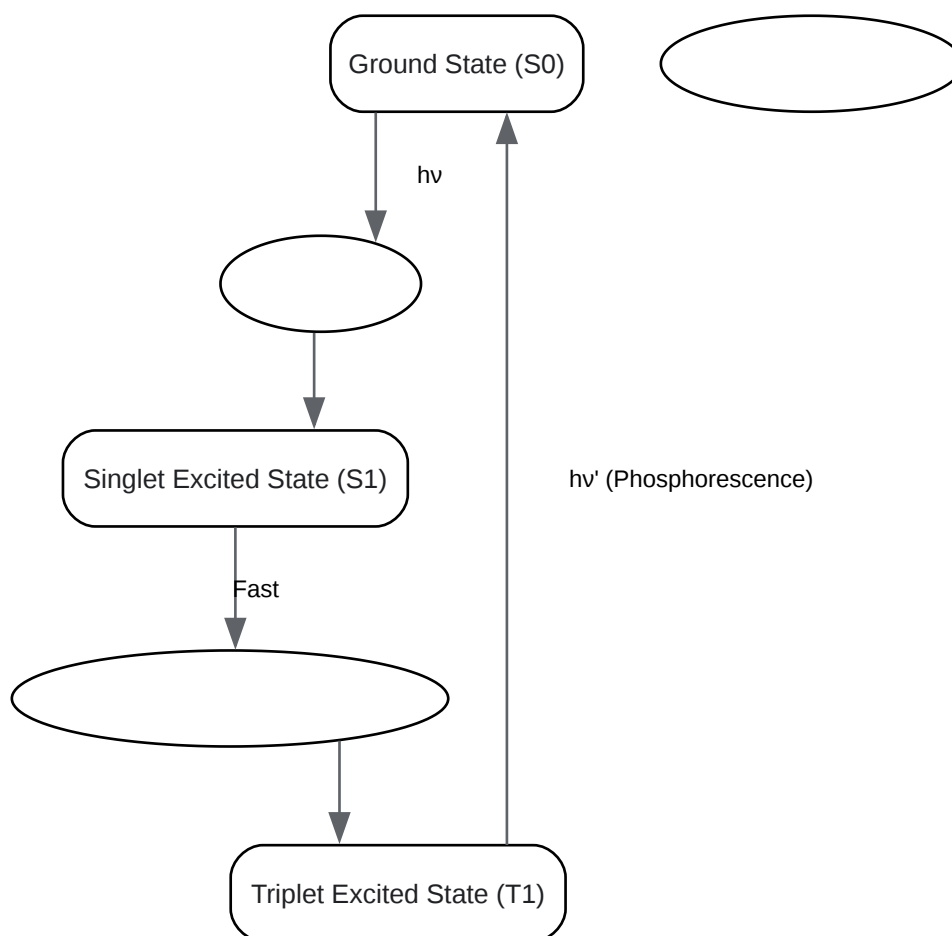 Ground State (S0)
hν
Singlet Excited State (S1)
hν' (Phosphorescence)
Fast
Triplet Excited State (T1)